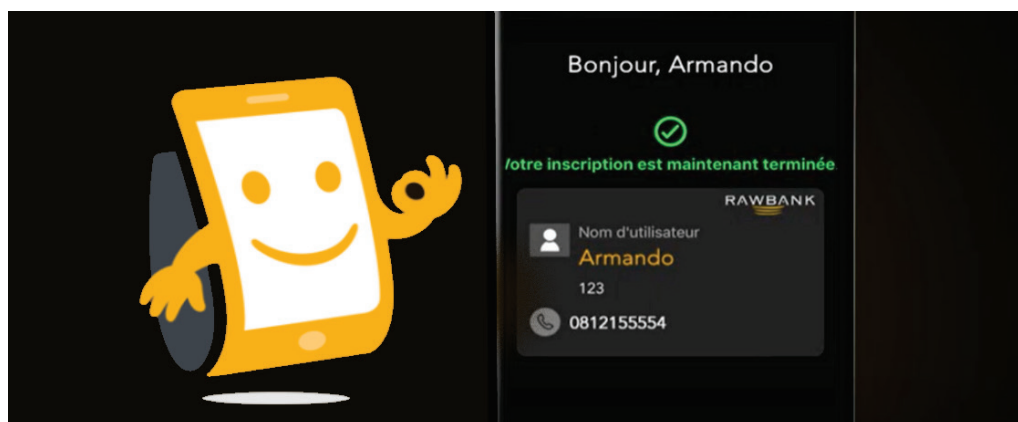 Bonjour, Armando
Votre inscription est maintenant terminée
RAWBANK
Nom d'utilisateur
Armando
123
0812155554